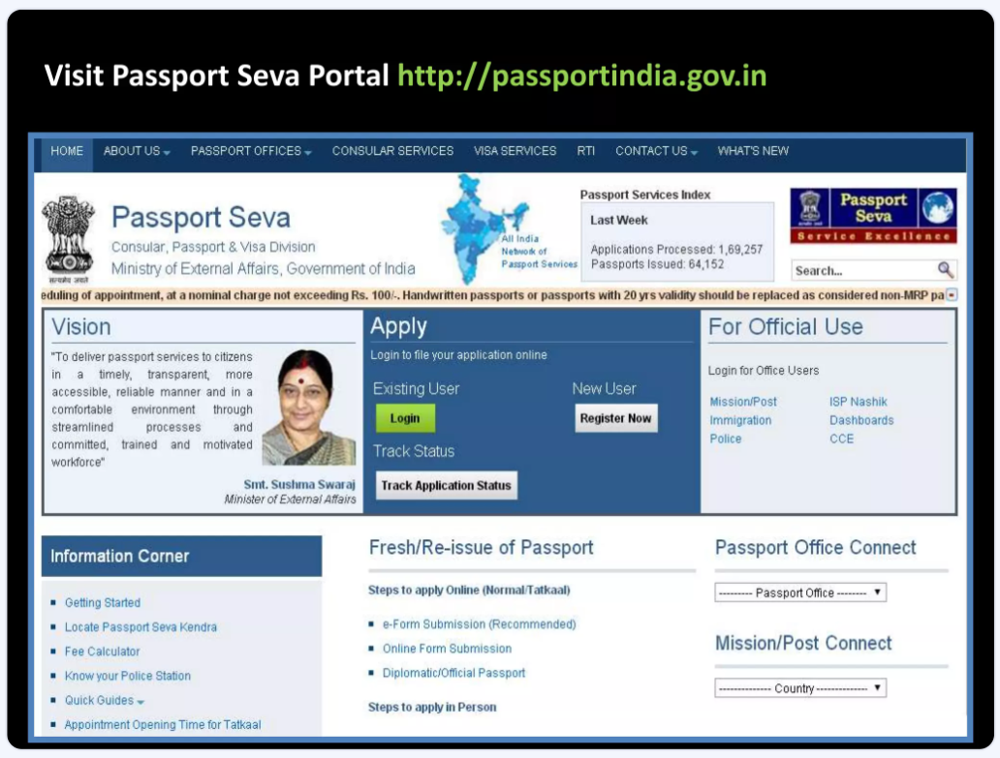 Visit Passport Seva Portal http://passportindia.gov.in
HOME ABOUT US PASSPORT OFFICES CONSULAR SERVICES VISA SERVICES RTI CONTACT US WHAT'S NEW
सत्यमेव जयते
Passport Seva
Consular, Passport & Visa Division
Ministry of External Affairs, Government of India
All India
Network of
Passport Services
Passport Services Index
Last Week
Applications Processed: 1,69,257
Passports Issued: 64,152
Passport
Seva
Service Excellence
Search...
eduling of appointment, at a nominal charge not exceeding Rs. 100/-. Handwritten passports or passports with 20 yrs validity should be replaced as considered non-MRP pa
Vision
"To deliver passport services to citizens
in a timely, transparent, more
accessible, reliable manner and in a
comfortable environment through
streamlined processes and
committed, trained and motivated
workforce"
Smt. Sushma Swaraj
Minister of External Affairs
Apply
Login to file your application online
Existing User
Login
New User
Register Now
Track Status
Track Application Status
For Official Use
Login for Office Users
Mission/Post ISP Nashik
Immigration Dashboards
Police CCE
Information Corner
Getting Started
Locate Passport Seva Kendra
Fee Calculator
Know your Police Station
Quick Guides
Appointment Opening Time for Tatkaal
Fresh/Re-issue of Passport
Steps to apply Online (Normal/Tatkaal)
e-Form Submission (Recommended)
Online Form Submission
Diplomatic/Official Passport
Steps to apply in Person
Passport Office Connect
--------- Passport Office --------
Mission/Post Connect
-------------- Country --------------